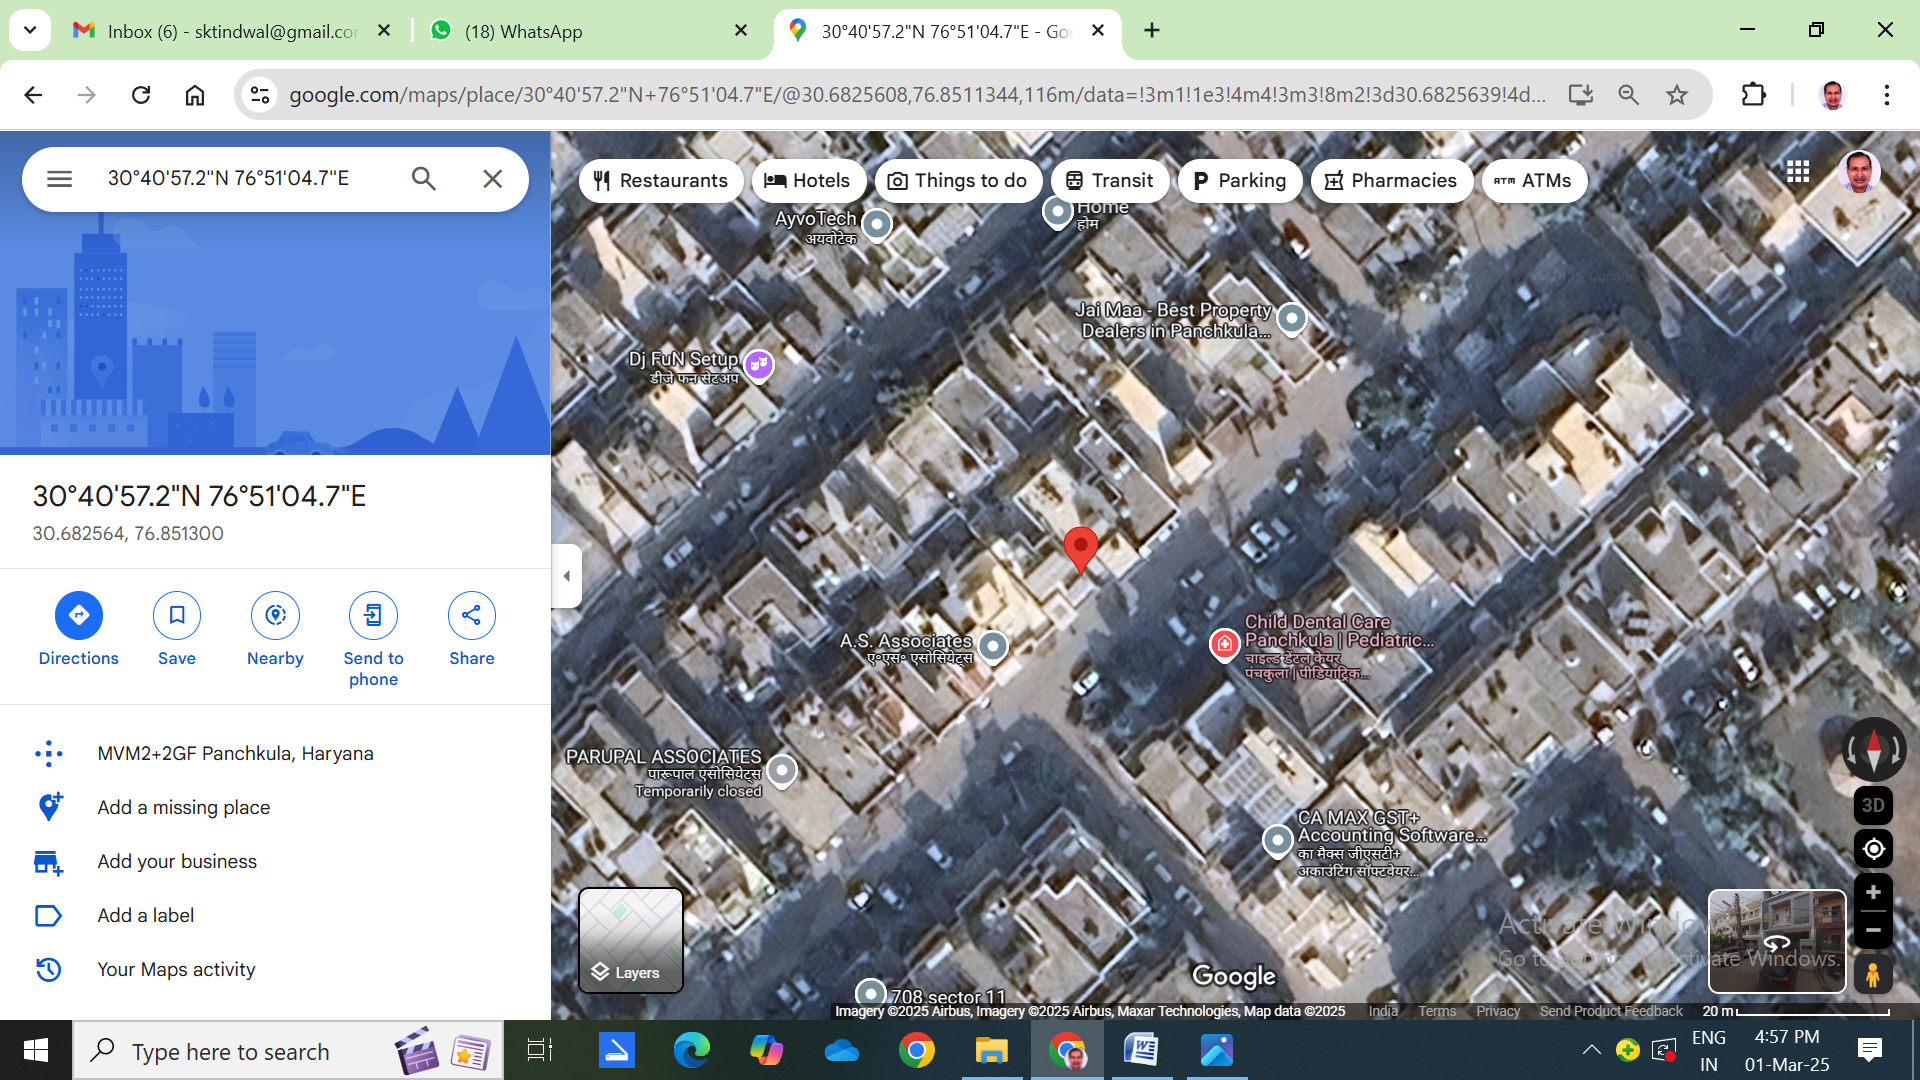 Inbox (6) - sktindwal@gmail.co
(18) WhatsApp
30°40'57.2"N 76°51'04.7"E - Go
google.com/maps/place/30°40'57.2"N+76°51'04.7"E/@30.6825608,76.8511344,116m/data=!3m1!1e3!4m4!3m3!8m2!3d30.6825639!4d...
30°40'57.2"N 76°51'04.7"E
Restaurants
Hotels
Things to do
Transit
Parking
Pharmacies
ATMs
AyvoTech
अयवोटेक
Home
होम
Jai Maa - Best Property
Dealers in Panchkula...
Dj FuN Setup
डीजे फन सेटअप
30°40'57.2"N 76°51'04.7"E
30.682564, 76.851300
Directions
Save
Nearby
Send to
phone
Share
A.S. Associates
ए॰एस॰ एसोसियेट्स
Child Dental Care
Panchkula | Pediatric...
चाइल्ड डेंटल केयर
पंचकुला | पीडियाट्रिक...
MVM2+2GF Panchkula, Haryana
Add a missing place
Add your business
Add a label
Your Maps activity
PARUPAL ASSOCIATES
पारूपाल एसोसियेट्स
Temporarily closed
CA MAX GST+
Accounting Software...
का मैक्स जीएसटी+
अकाउंटिंग सॉफ्टवेयर...
3D
Layers
Google
708 sector 11
Activate Windows
Go to Settings to activate Windows.
Imagery ©2025 Airbus, Imagery ©2025 Airbus, Maxar Technologies, Map data ©2025
India
Terms
Privacy
Send Product Feedback
20 m
Type here to search
ENG
IN
4:57 PM
01-Mar-25